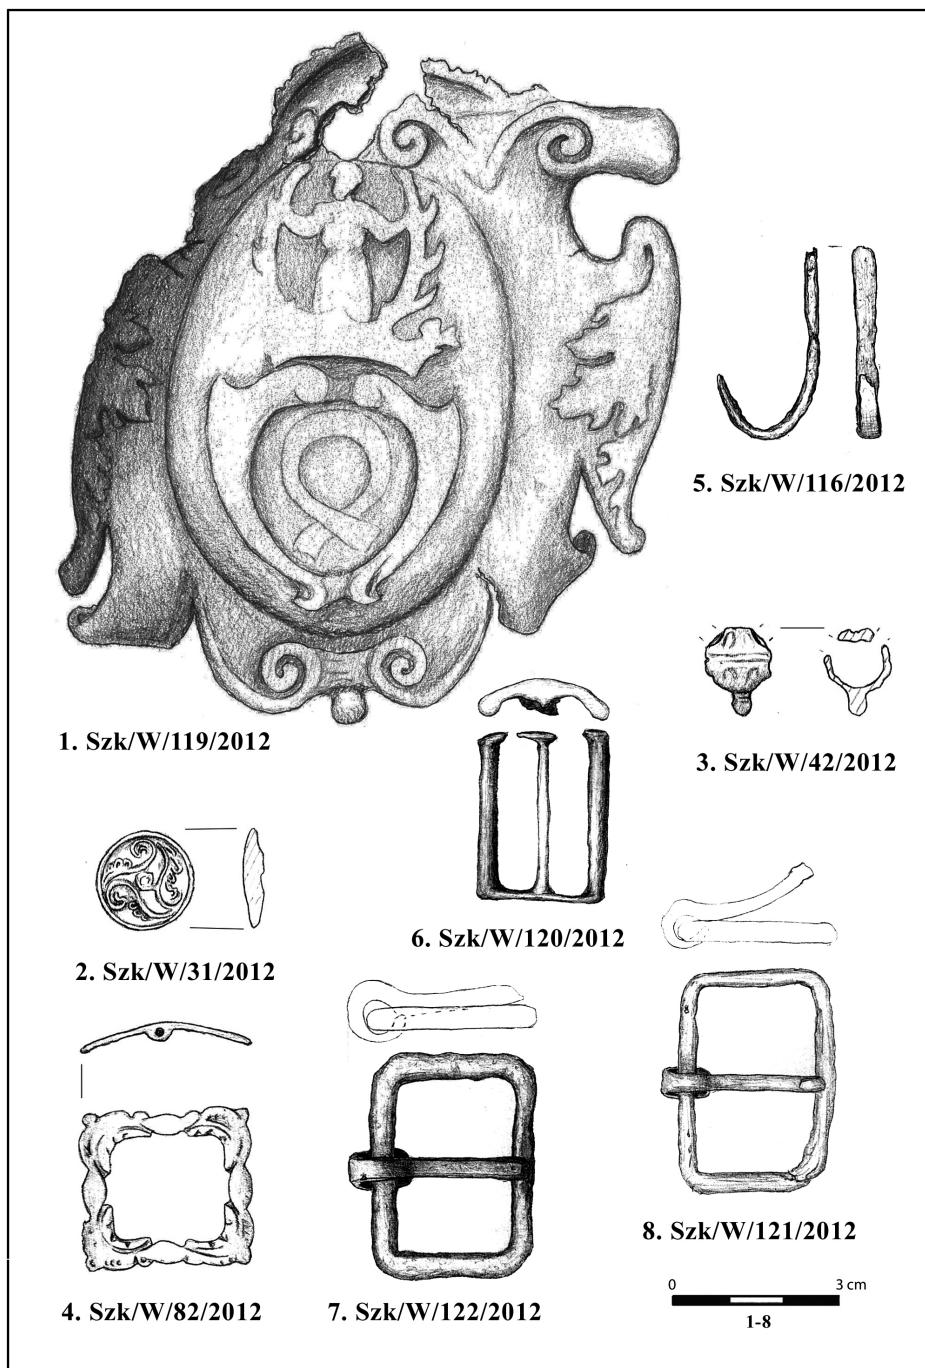 5. Szk/W/116/2012
1. Szk/W/119/2012
3. Szk/W/42/2012
6. Szk/W/120/2012
2. Szk/W/31/2012
8. Szk/W/121/2012
4. Szk/W/82/2012
7. Szk/W/122/2012
0 3 cm
1-8